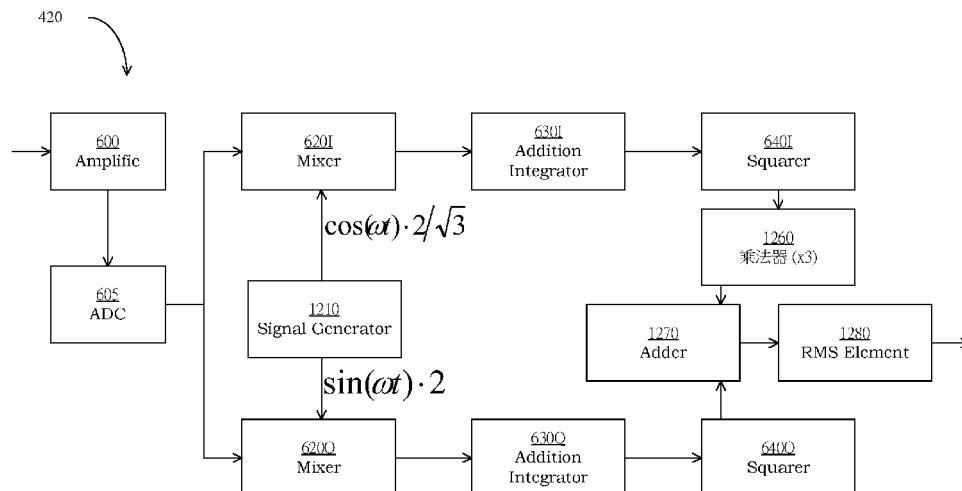 420
600
Amplific
620I
Mixer
630I
Addition
Integrator
640I
Squarer
cos(ωt)·2/√3
1260
乘法器 (x3)
605
ADC
1210
Signal Generator
1270
Adder
1280
RMS Element
sin(ωt)·2
620Q
Mixer
630Q
Addition
Integrator
640Q
Squarer